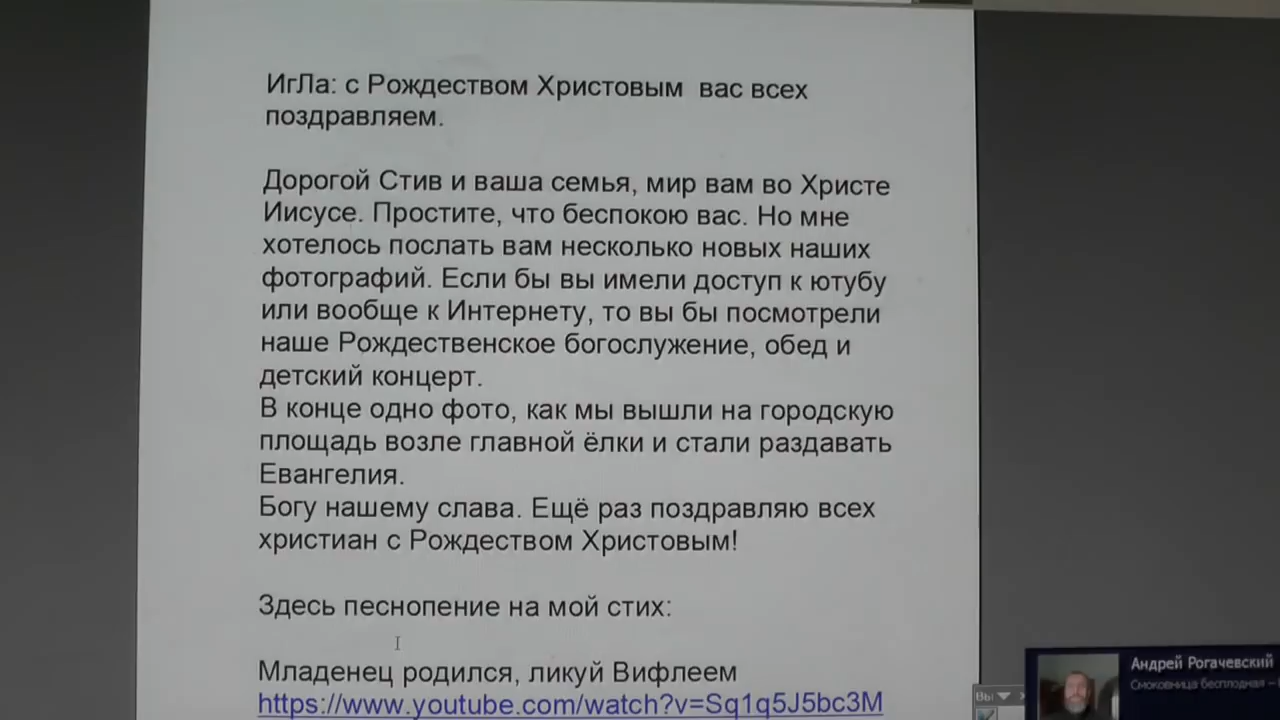 ИгЛа: с Рождеством Христовым вас всех
поздравляем.
Дорогой Стив и ваша семья, мир вам во Христе
Иисусе. Простите, что беспокою вас. Но мне
хотелось послать вам несколько новых наших
фотографий. Если бы вы имели доступ к ютубу
или вообще к Интернету, то вы бы посмотрели
наше Рождественское богослужение, обед и
детский концерт.
В конце одно фото, как мы вышли на городскую
площадь возле главной ёлки и стали раздавать
Евангелия.
Богу нашему слава. Ещё раз поздравляю всех
христиан с Рождеством Христовым!
Здесь песнопение на мой стих:
Младенец родился, ликуй Вифлеем
https://www.youtube.com/watch?v=Sq1q5J5bc3M
Вы
Андрей Рогачевский
Смоковница бесплодная –